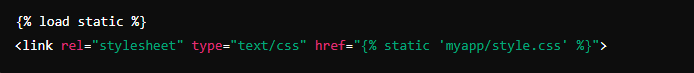 {% load static %}
<link rel="stylesheet" type="text/css" href="{% static 'myapp/style.css' %}">